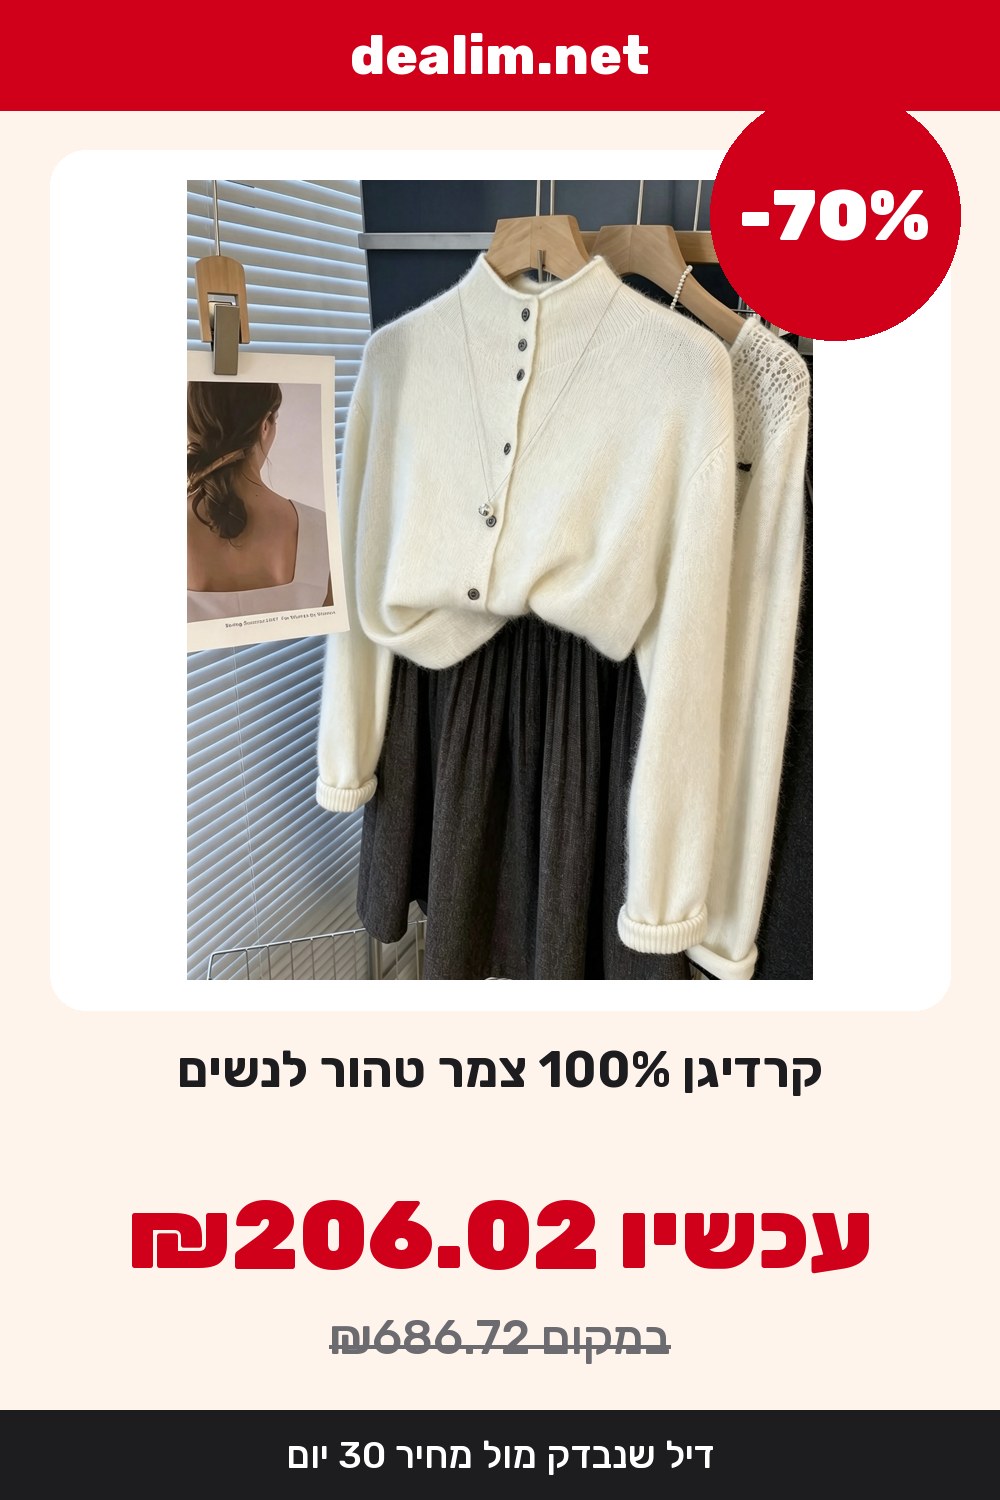 dealim.net
-70%
קרדיגן 100% צמר טהור לנשים
עכשיו ₪206.02
במקום ₪686.72
דיל שנבדק מול מחיר 30 יום